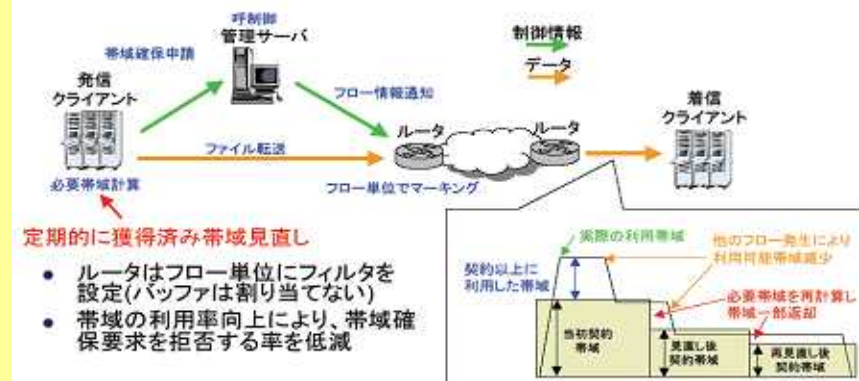 呼制御
管理サーバ
帯域確保申請
制御情報
データ
発信
クライアント
フロー情報通知
着信
クライアント
ルータ
ルータ
ファイル転送
必要帯域計算
フロー単位でマーキング
定期的に獲得済み帯域見直し
● ルータはフロー単位にフィルタを
設定(バッファは割り当てない)
● 帯域の利用率向上により、帯域確
保要求を拒否する率を低減
実際の利用帯域
他のフロー発生により
利用可能帯域減少
契約以上に
利用した帯域
必要帯域を再計算し
帯域一部返却
当初契約
帯域
見直し後
契約帯域
再見直し後
契約帯域